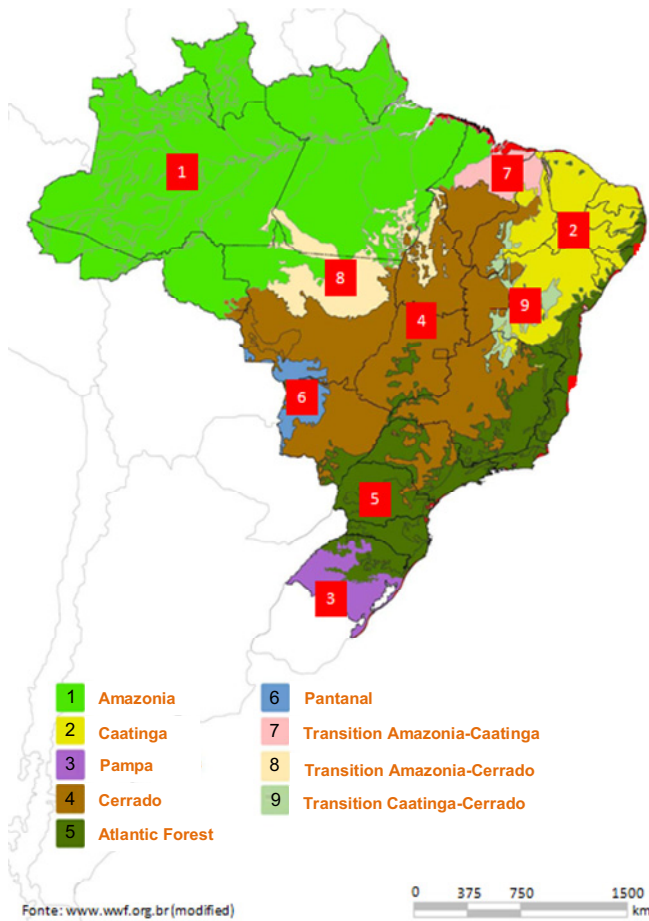 1
7
2
8
9
4
6
5
3
1 Amazonia
2 Caatinga
3 Pampa
4 Cerrado
5 Atlantic Forest
6 Pantanal
7 Transition Amazonia-Caatinga
8 Transition Amazonia-Cerrado
9 Transition Caatinga-Cerrado
0 375 750 1500
km
Fonte: www.wwf.org.br(modified)